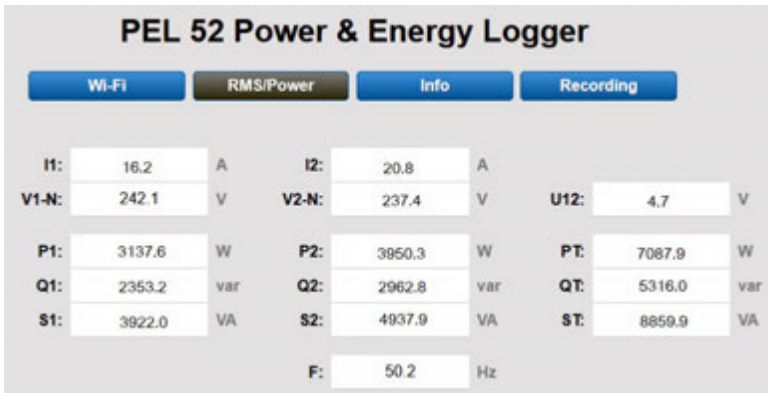 PEL 52 Power & Energy Logger
Wi-Fi RMS/Power Info Recording
I1: 16.2 A I2: 20.8 A
V1-N: 242.1 V V2-N: 237.4 V U12: 4.7 V
P1: 3137.6 W P2: 3950.3 W PT: 7087.9 W
Q1: 2353.2 var Q2: 2962.8 var QT: 5316.0 var
S1: 3922.0 VA S2: 4937.9 VA ST: 8859.9 VA
F: 50.2 Hz